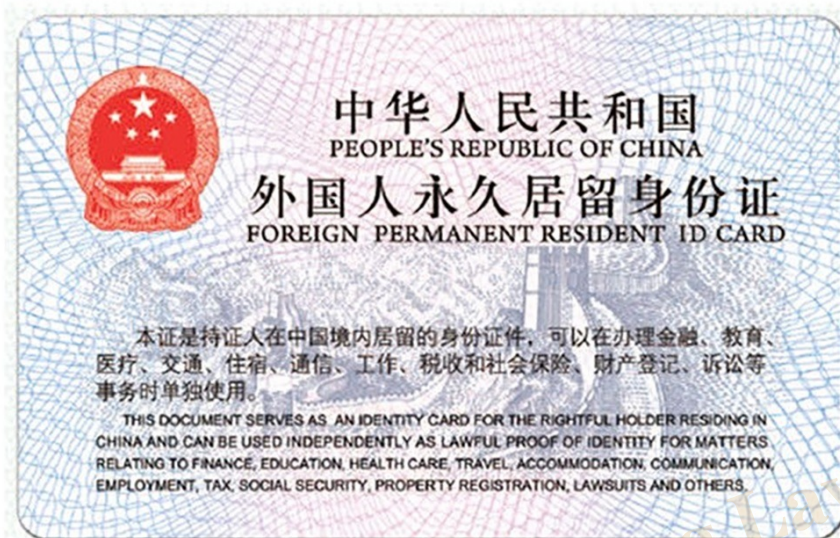 中华人民共和国
PEOPLE'S REPUBLIC OF CHINA
外国人永久居留身份证
FOREIGN PERMANENT RESIDENT ID CARD
本证是持证人在中国境内居留的身份证件，可以在办理金融、教育、
医疗、交通、住宿、通信、工作、税收和社会保险、财产登记、诉讼等
事务时单独使用。
THIS DOCUMENT SERVES AS AN IDENTITY CARD FOR THE RIGHTFUL HOLDER RESIDING IN
CHINA AND CAN BE USED INDEPENDENTLY AS LAWFUL PROOF OF IDENTITY FOR MATTERS
RELATING TO FINANCE, EDUCATION, HEALTH CARE, TRAVEL, ACCOMMODATION, COMMUNICATION,
EMPLOYMENT, TAX, SOCIAL SECURITY, PROPERTY REGISTRATION, LAWSUITS AND OTHERS.